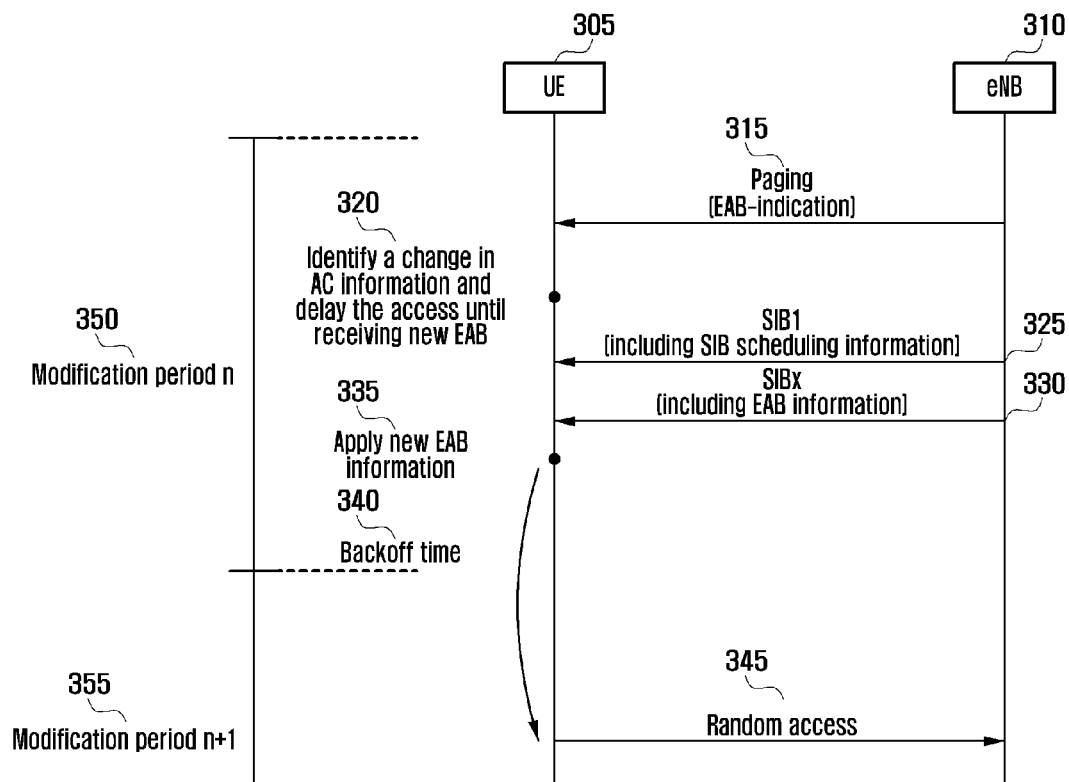 305
310
UE
eNB
315
Paging
(EAB-indication)
320
Identify a change in
AC information and
delay the access until
receiving new EAB
350
Modification period n
SIB1
(including SIB scheduling information)
325
SIBx
(including EAB information)
330
335
Apply new EAB
information
340
Backoff time
345
Random access
355
Modification period n+1